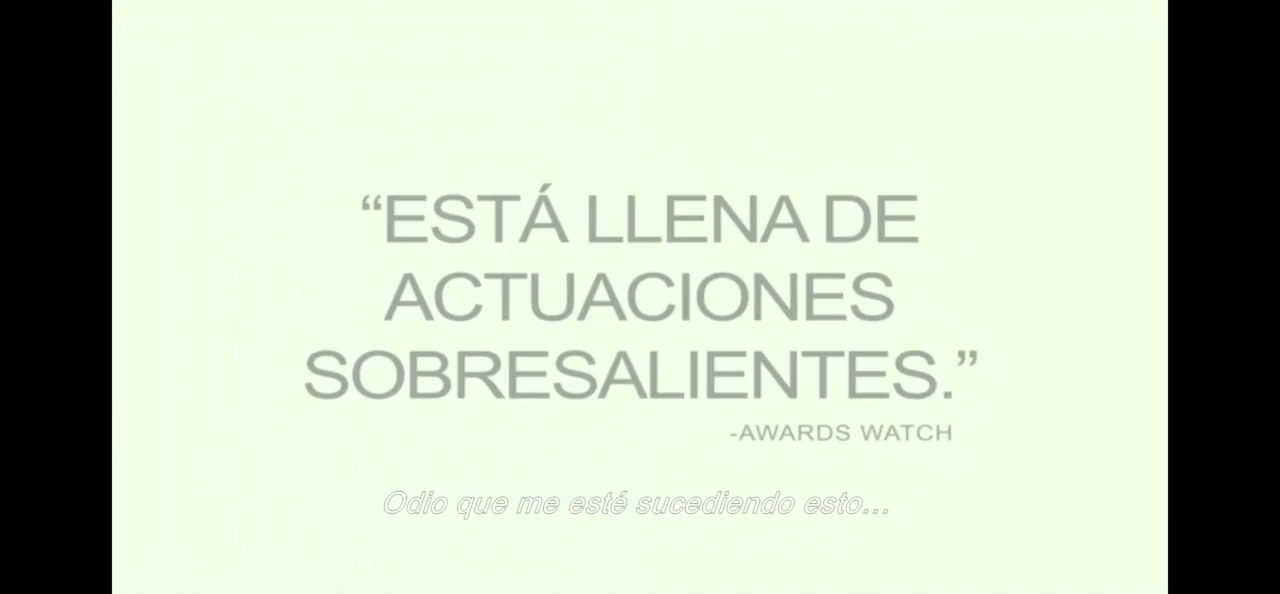 “ESTÁ LLENA DE
ACTUACIONES
SOBRESALIENTES.”
-AWARDS WATCH
Odio que me esté sucediendo esto...